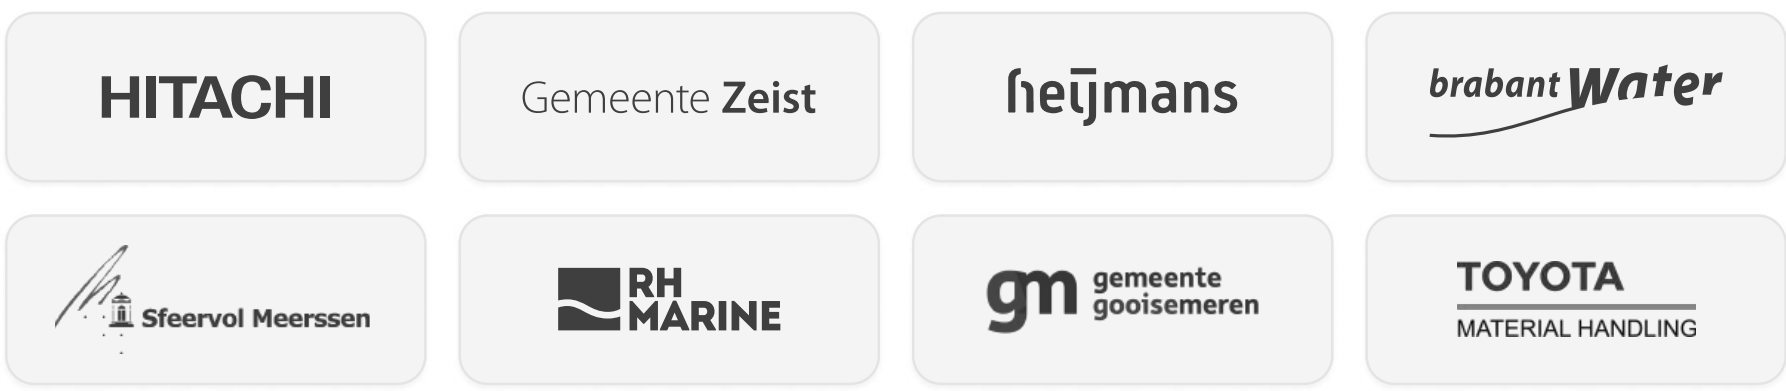 HITACHI
Gemeente Zeist
heijmans
brabant Water
Sfeervol Meerssen
RH
MARINE
gm
gemeente
gooisemeren
TOYOTA
MATERIAL HANDLING